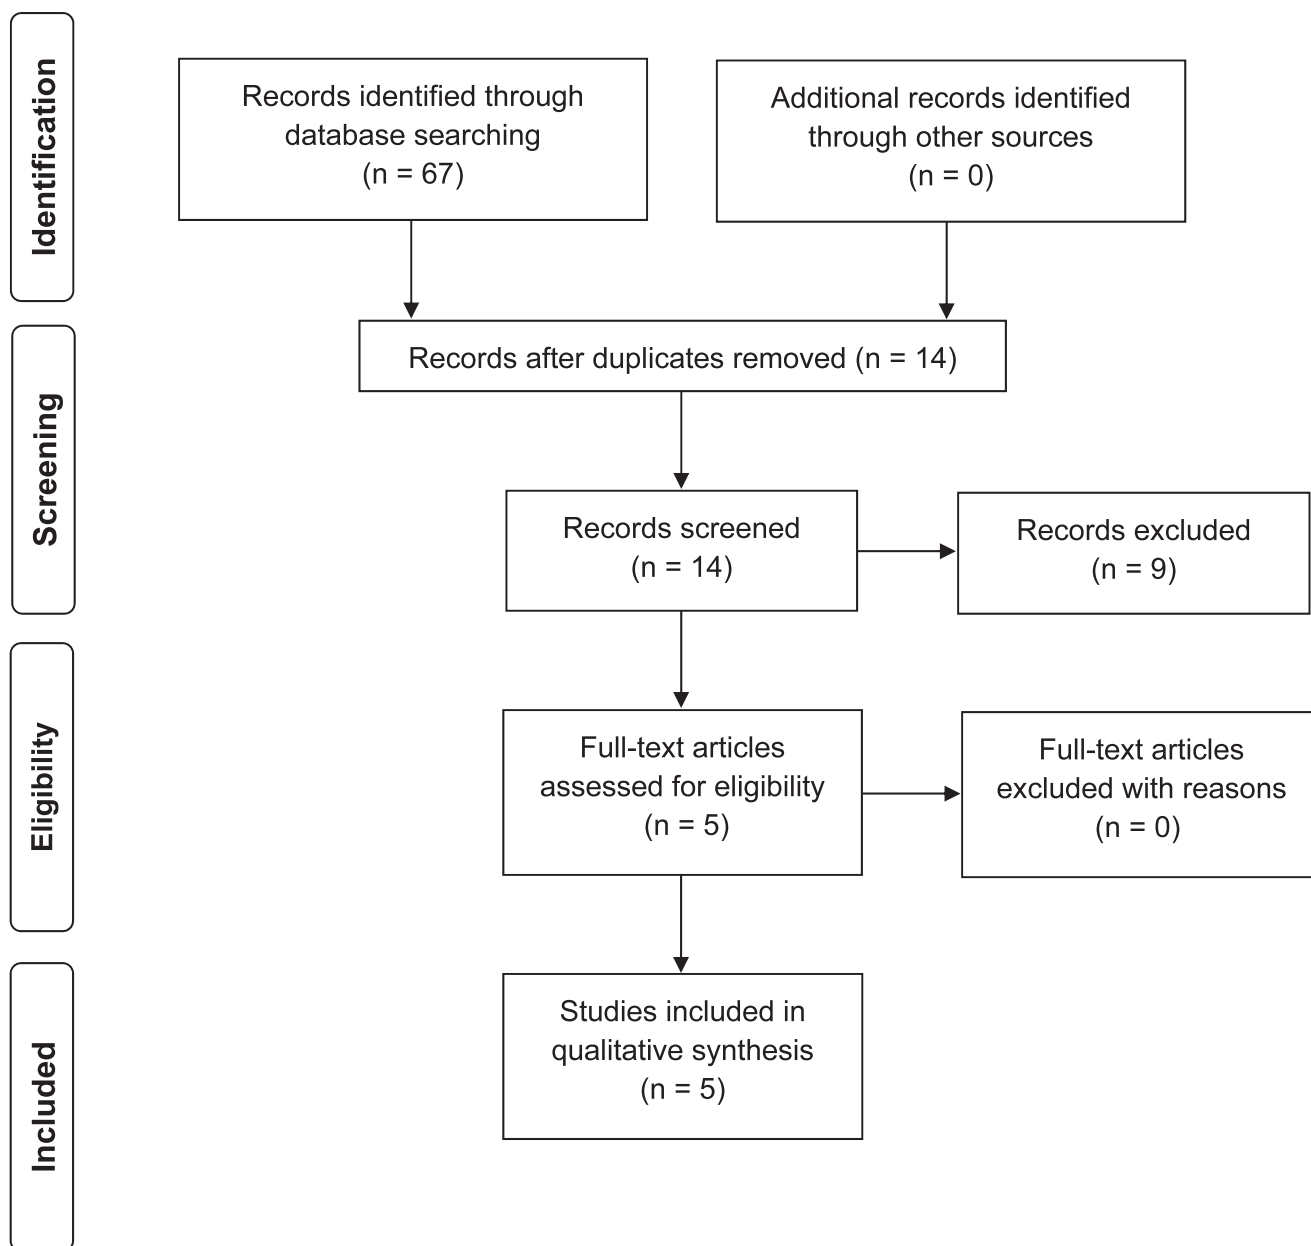 Identification
Records identified through
database searching
(n = 67)
Additional records identified
through other sources
(n = 0)
Records after duplicates removed (n = 14)
Screening
Records screened
(n = 14)
Records excluded
(n = 9)
Eligibility
Full-text articles
assessed for eligibility
(n = 5)
Full-text articles
excluded with reasons
(n = 0)
Included
Studies included in
qualitative synthesis
(n = 5)